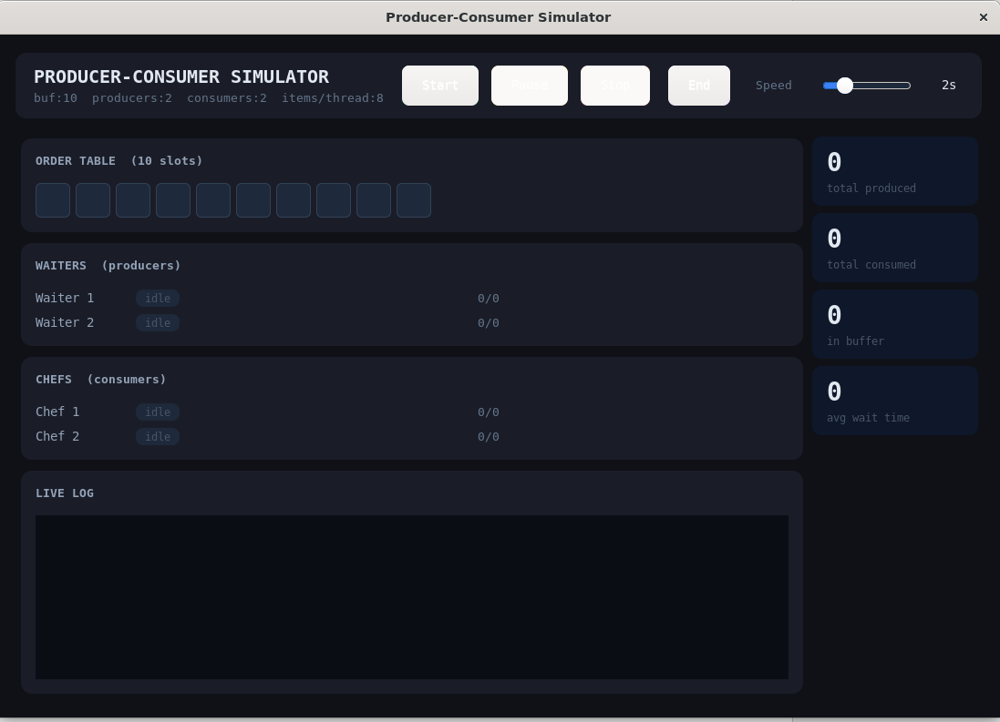 Producer-Consumer Simulator
PRODUCER-CONSUMER SIMULATOR
buf:10 producers:2 consumers:2 items/thread:8
Start
Pause
Stop
End
Speed
2s
ORDER TABLE (10 slots)
WAITERS (producers)
Waiter 1 idle 0/0
Waiter 2 idle 0/0
CHEFS (consumers)
Chef 1 idle 0/0
Chef 2 idle 0/0
LIVE LOG
0
total produced
0
total consumed
0
in buffer
0
avg wait time